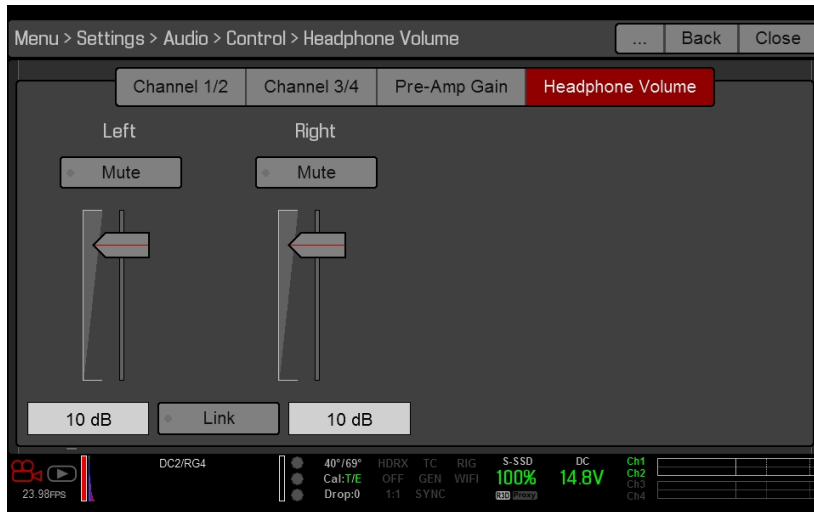 Menu > Settings > Audio > Control > Headphone Volume
... Back Close
Channel 1/2 Channel 3/4 Pre-Amp Gain Headphone Volume
Left Right
Mute Mute
10 dB Link 10 dB
DC2/RG4 40°/69° HDRX TC RIG S-SSD DC Ch1
Cal:T/E OFF GEN WIFI 100% 14.8V Ch2
23.98FPS Drop:0 1:1 SYNC R3D Proxy Ch3
Ch4